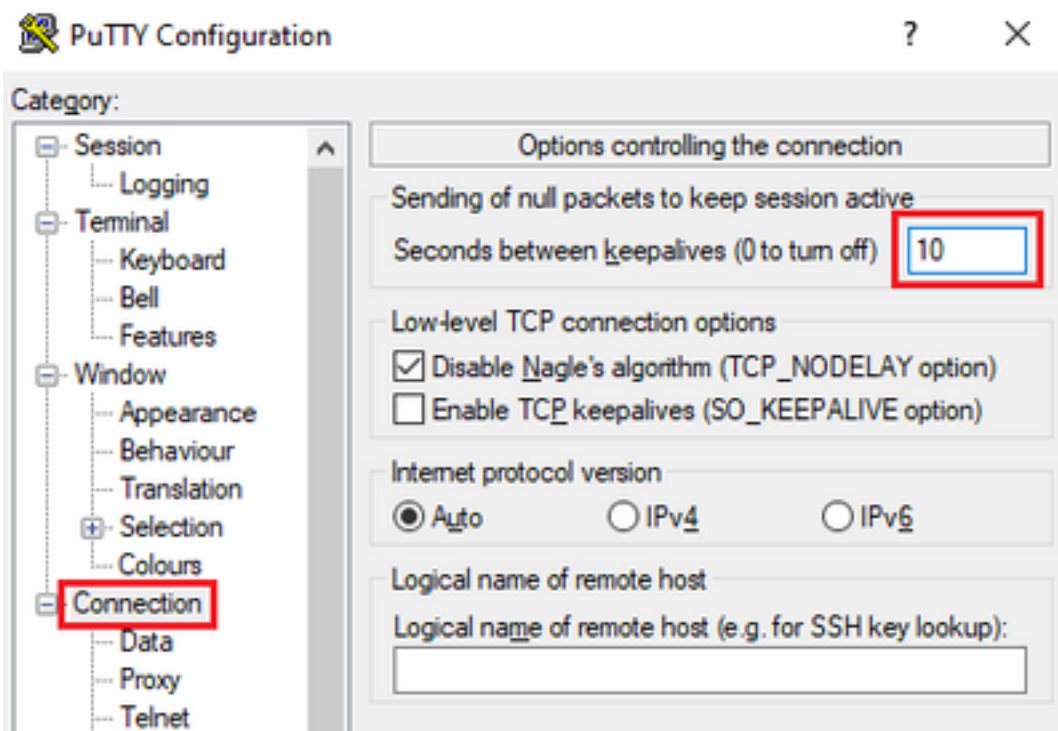 PuTTY Configuration
?
Category:
Session
Logging
Terminal
Keyboard
Bell
Features
Window
Appearance
Behaviour
Translation
Selection
Colours
Connection
Data
Proxy
Telnet
Options controlling the connection
Sending of null packets to keep session active
Seconds between keepalives (0 to turn off) 10
Low-level TCP connection options
Disable Nagle's algorithm (TCP_NODELAY option)
Enable TCP keepalives (SO_KEEPALIVE option)
Internet protocol version
Auto IPv4 IPv6
Logical name of remote host
Logical name of remote host (e.g. for SSH key lookup):